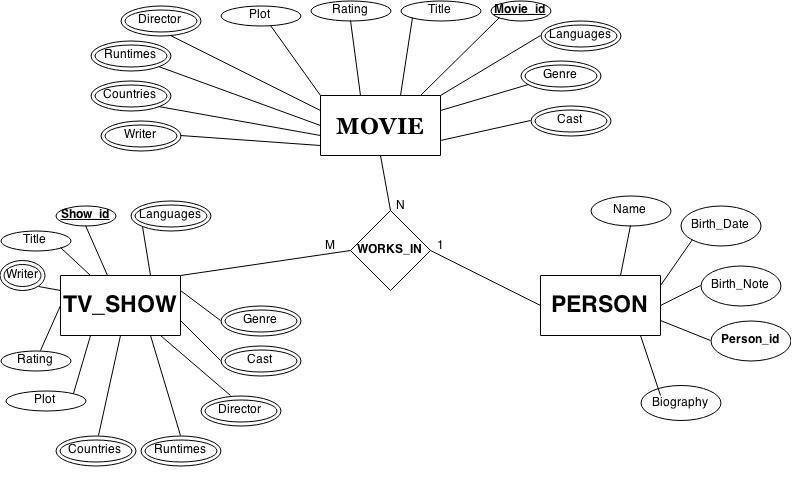 Director
Plot
Rating
Title
Movie_id
Runtimes
Languages
Countries
Genre
Writer
Cast
MOVIE
N
Show_id
Languages
Title
Writer
TV_SHOW
M
WORKS_IN
1
Name
Birth_Date
Birth_Note
PERSON
Person_id
Biography
Genre
Rating
Cast
Plot
Director
Countries
Runtimes